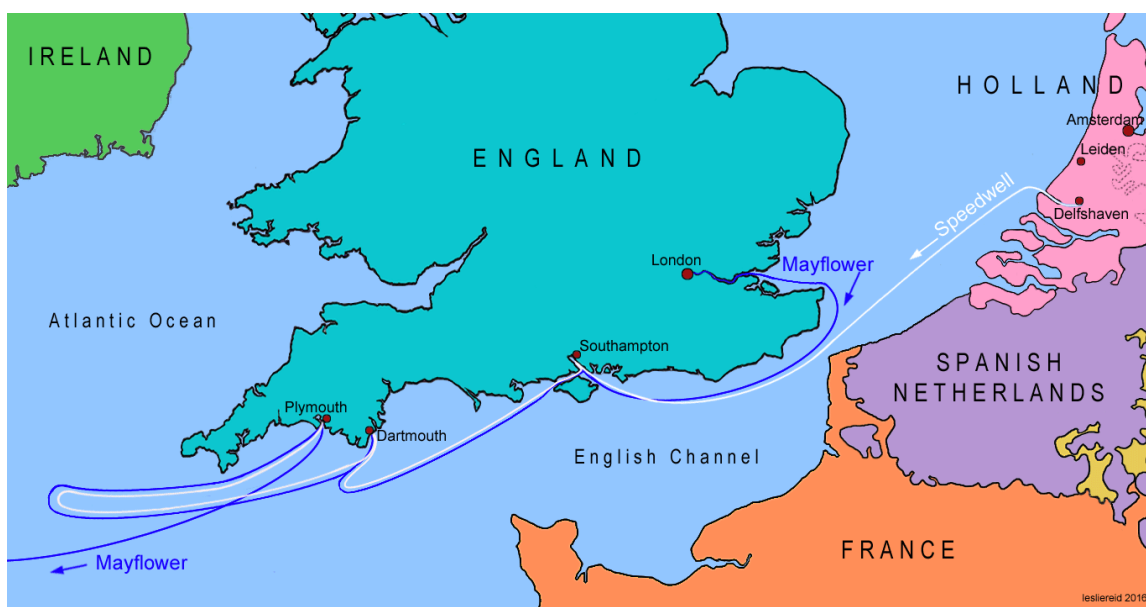 IRELAND
HOLLAND
Amsterdam
ENGLAND
Leiden
Speedwell
Delfshaven
London
Mayflower
Atlantic Ocean
Southampton
SPANISH
NETHERLANDS
Plymouth
Dartmouth
English Channel
Mayflower
FRANCE
lesliereid 2016